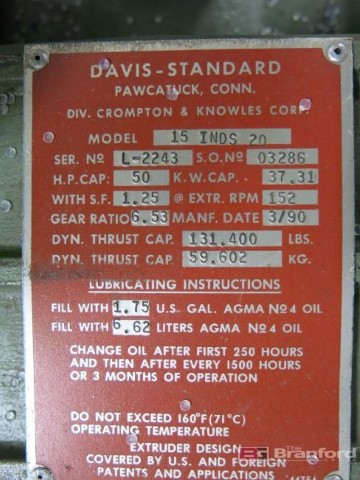 DAVIS-STANDARD
PAWCATUCK, CONN.
DIV. CROMPTON & KNOWLES CORP.
MODEL 15 INDS 20
SER. Nº L-2243 S.O.Nº 03286
H.P. CAP: 50 K.W. CAP. 37.31
WITH S.F. 1.25 @ EXTR. RPM 152
GEAR RATIO 6.53 MANF. DATE 3/90
DYN. THRUST CAP. 131.400 LBS.
DYN. THRUST CAP. 59.602 KG.
LUBRICATING INSTRUCTIONS
FILL WITH 1.75 U.S. GAL. AGMA Nº4 OIL
FILL WITH 6.62 LITERS AGMA Nº4 OIL
CHANGE OIL AFTER FIRST 250 HOURS
AND THEN AFTER EVERY 1500 HOURS
OR 3 MONTHS OF OPERATION
DO NOT EXCEED 160°F(71°C)
OPERATING TEMPERATURE
EXTRUDER DESIGN
COVERED BY U.S. AND FOREIGN
PATENTS AND APPLICATIONS
The Branford